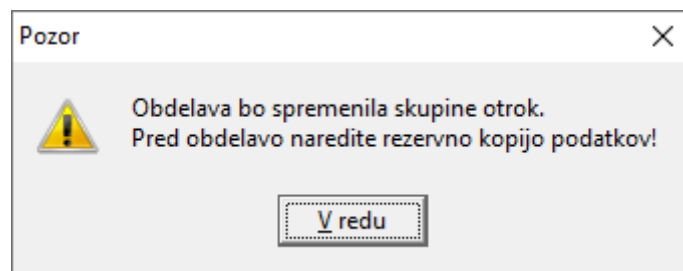 Pozor
Obdelava bo spremenila skupine otrok.
Pred obdelavo naredite rezervno kopijo podatkov!
V redu